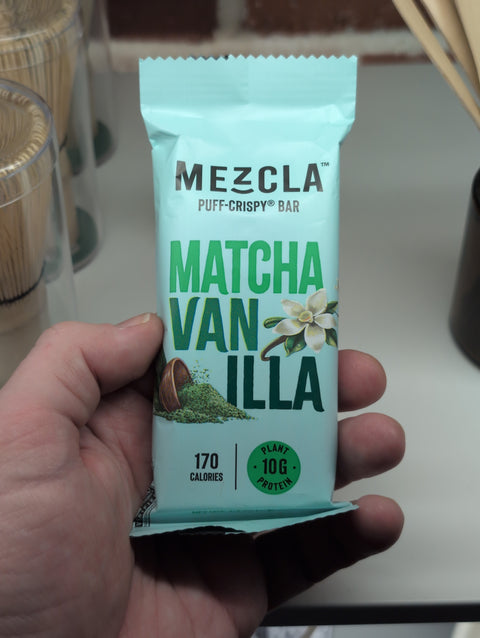 MEZCLA™
PUFF-CRISPY® BAR
MATCHA
VAN
ILLA
170
CALORIES
PLANT
10G
PROTEIN